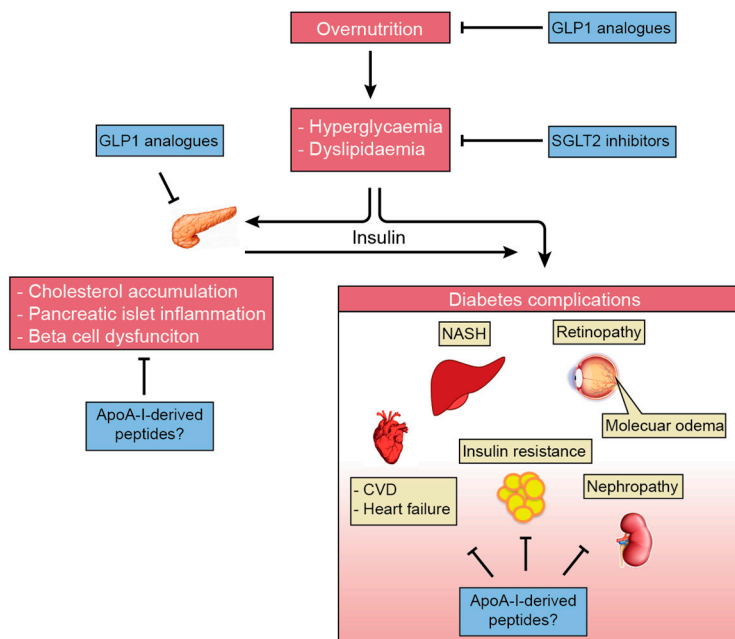 Overnutrition
GLP1 analogues
- Hyperglycaemia
- Dyslipidaemia
SGLT2 inhibitors
GLP1 analogues
Insulin
- Cholesterol accumulation
- Pancreatic islet inflammation
- Beta cell dysfunciton
ApoA-I-derived
peptides?
Diabetes complications
NASH
Retinopathy
Molecuar odema
Insulin resistance
- CVD
- Heart failure
Nephropathy
ApoA-I-derived
peptides?